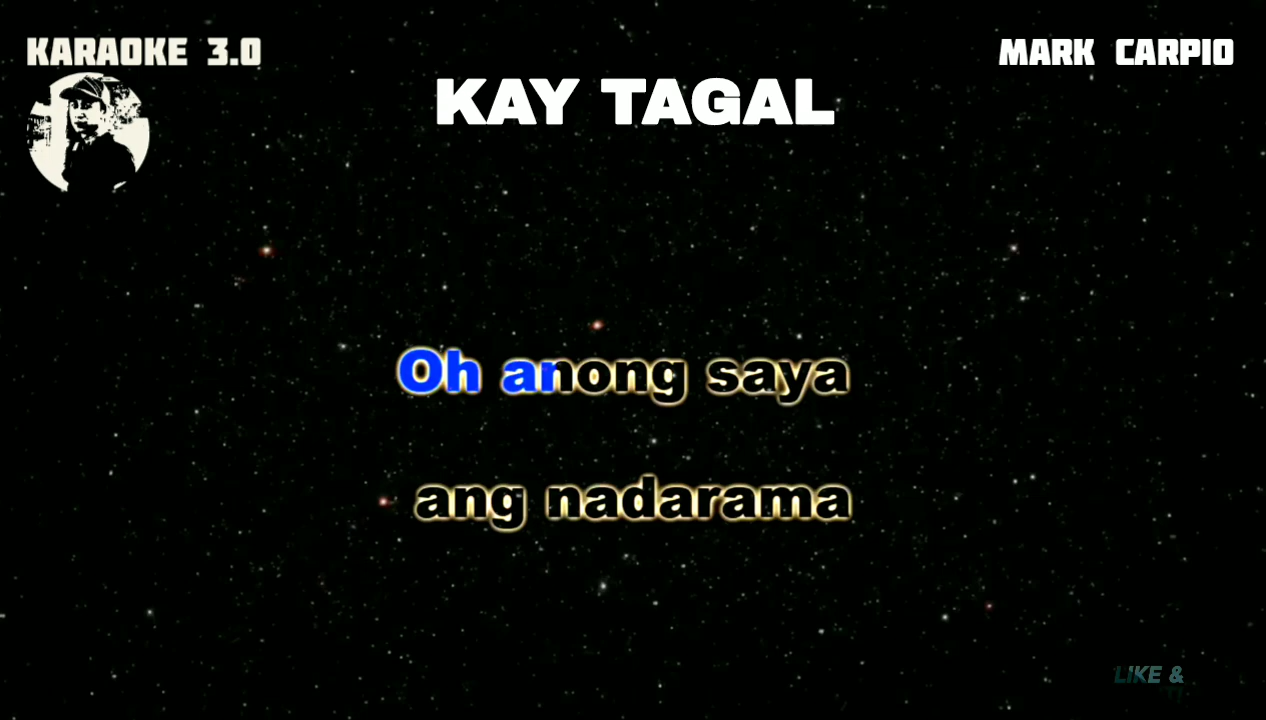 KARAOKE 3.0
MARK CARPIO
KAY TAGAL
Oh anong saya
ang nadarama
LIKE &